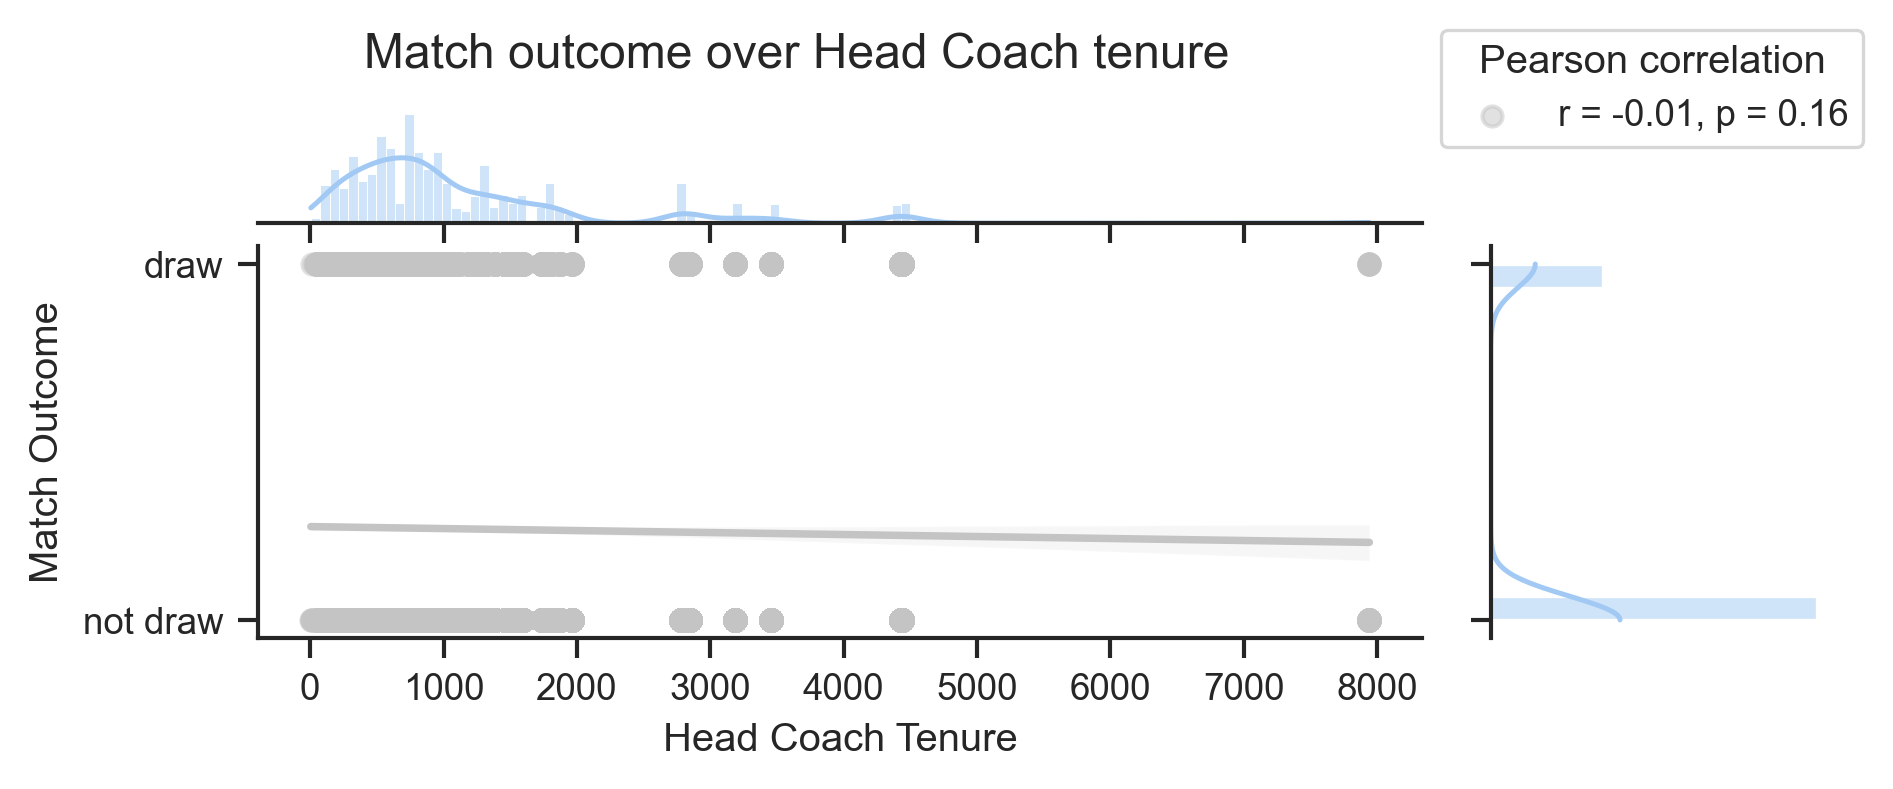 Match outcome over Head Coach tenure
Pearson correlation
r = -0.01, p = 0.16
draw
Match Outcome
not draw
0 1000 2000 3000 4000 5000 6000 7000 8000
Head Coach Tenure